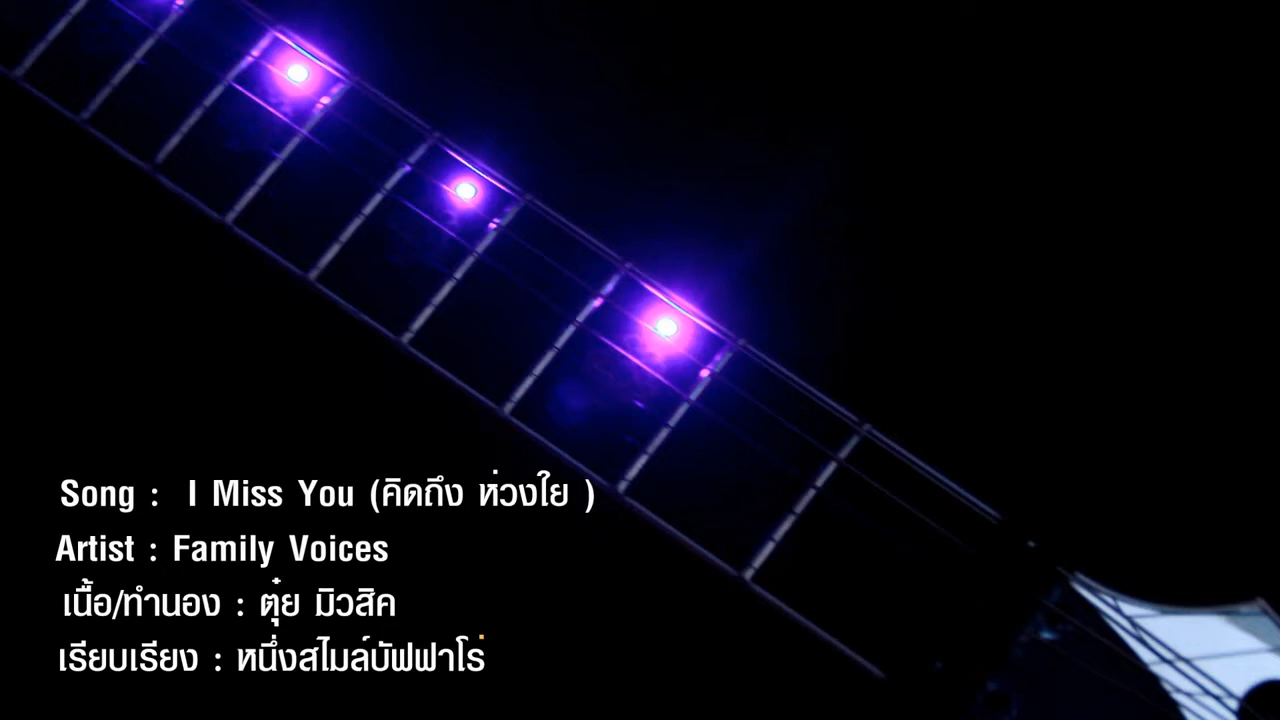 Song : I Miss You (คิดถึง ห่วงใย )
Artist : Family Voices
เนื้อ/ทำนอง : ตุ๋ย มิวสิค
เรียบเรียง : หนึ่งสไมล์บัฟฟาโร่